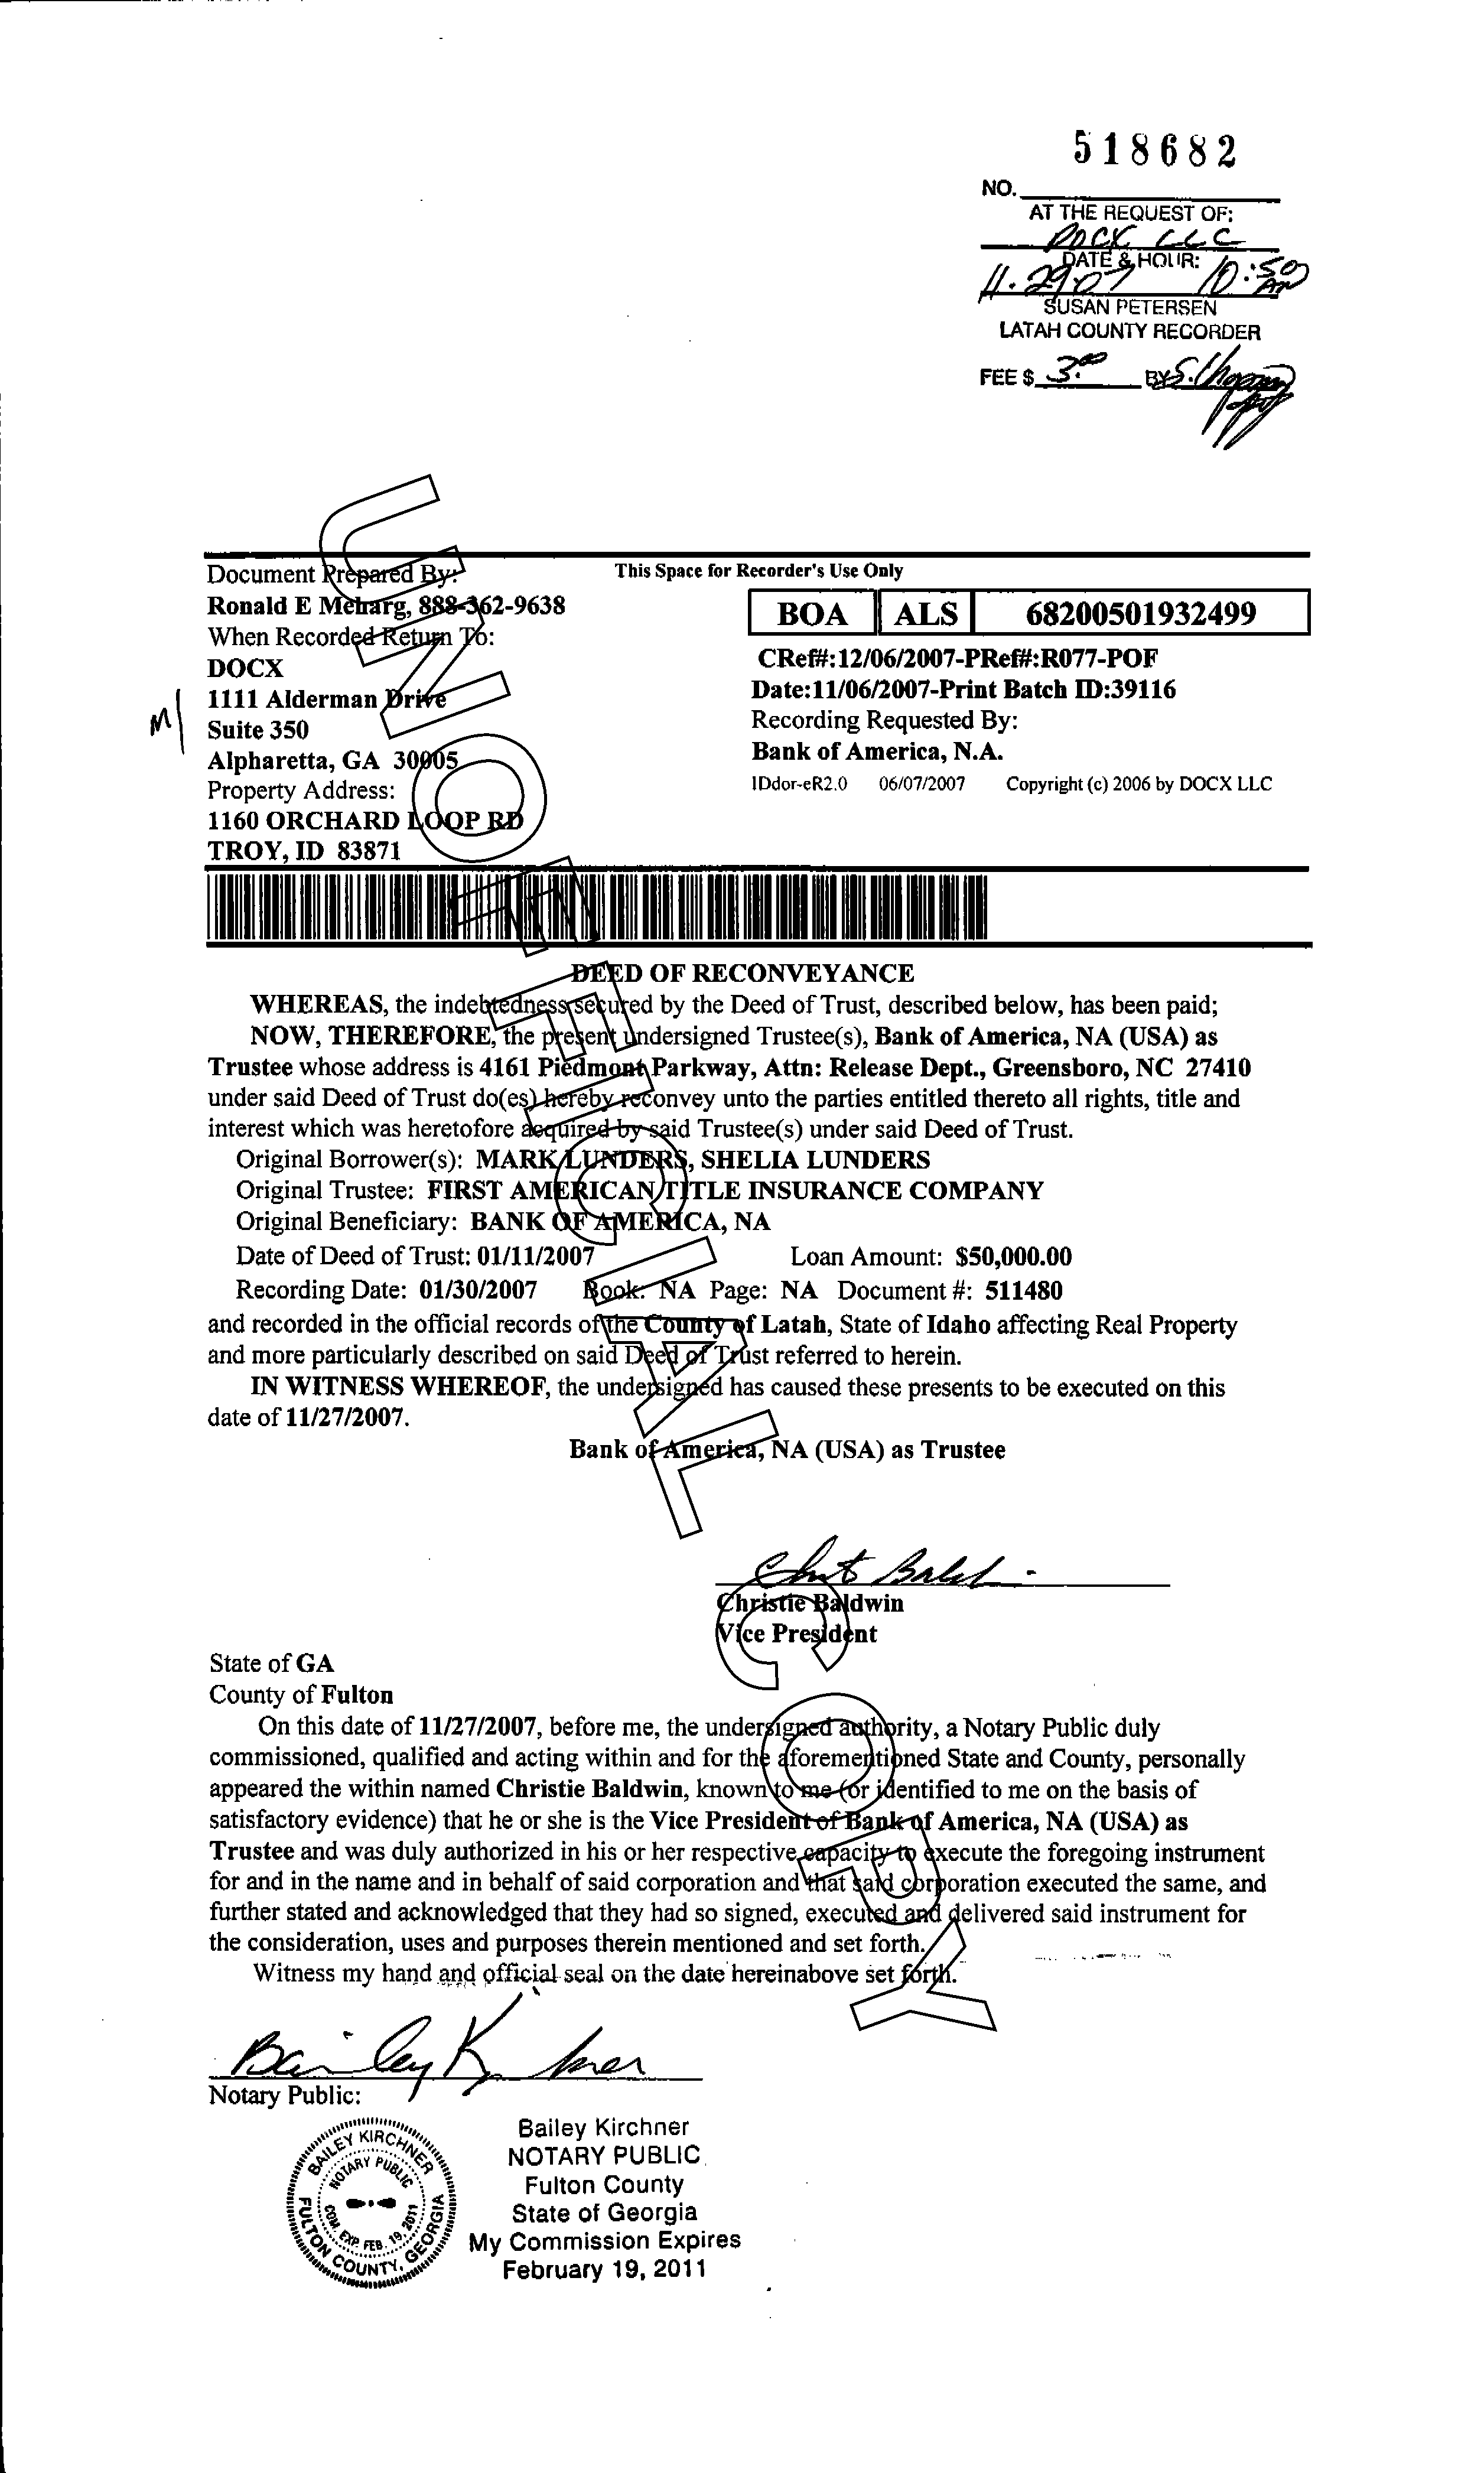 518682
NO.
AT THE REQUEST OF:
DOCX LLC
DATE & HOUR:
11.29.07 10:50 AM
SUSAN PETERSEN
LATAH COUNTY RECORDER
FEE $ 3.00 BY S.
Document Prepared By: This Space for Recorder's Use Only
Ronald E Meharg, 888-362-9638
When Recorded Return To:
DOCX
1111 Alderman Drive
Suite 350
Alpharetta, GA 30005
Property Address:
1160 ORCHARD LOOP RD
TROY, ID 83871
M
BOA ALS 68200501932499
CRef#:12/06/2007-PRef#:R077-POF
Date:11/06/2007-Print Batch ID:39116
Recording Requested By:
Bank of America, N.A.
IDdor-eR2.0 06/07/2007 Copyright (c) 2006 by DOCX LLC
DEED OF RECONVEYANCE
WHEREAS, the indebtedness secured by the Deed of Trust, described below, has been paid;
NOW, THEREFORE, the present undersigned Trustee(s), Bank of America, NA (USA) as
Trustee whose address is 4161 Piedmont Parkway, Attn: Release Dept., Greensboro, NC 27410
under said Deed of Trust do(es) hereby reconvey unto the parties entitled thereto all rights, title and
interest which was heretofore acquired by said Trustee(s) under said Deed of Trust.
Original Borrower(s): MARK LUNDERS, SHELIA LUNDERS
Original Trustee: FIRST AMERICAN TITLE INSURANCE COMPANY
Original Beneficiary: BANK OF AMERICA, NA
Date of Deed of Trust: 01/11/2007 Loan Amount: $50,000.00
Recording Date: 01/30/2007 Book: NA Page: NA Document #: 511480
and recorded in the official records of the County of Latah, State of Idaho affecting Real Property
and more particularly described on said Deed of Trust referred to herein.
IN WITNESS WHEREOF, the undersigned has caused these presents to be executed on this
date of 11/27/2007.
Bank of America, NA (USA) as Trustee
Christie Baldwin
Vice President
State of GA
County of Fulton
On this date of 11/27/2007, before me, the undersigned authority, a Notary Public duly
commissioned, qualified and acting within and for the aforementioned State and County, personally
appeared the within named Christie Baldwin, known to me (or identified to me on the basis of
satisfactory evidence) that he or she is the Vice President of Bank of America, NA (USA) as
Trustee and was duly authorized in his or her respective capacity to execute the foregoing instrument
for and in the name and in behalf of said corporation and that said corporation executed the same, and
further stated and acknowledged that they had so signed, executed and delivered said instrument for
the consideration, uses and purposes therein mentioned and set forth.
Witness my hand and official seal on the date hereinabove set forth.
Bailey Kirchner
Notary Public:
BAILEY KIRCHNER
NOTARY PUBLIC
COM. EXP. FEB. 19, 2011
FULTON COUNTY, GEORGIA
Bailey Kirchner
NOTARY PUBLIC
Fulton County
State of Georgia
My Commission Expires
February 19, 2011
UNOFFICIAL COPY